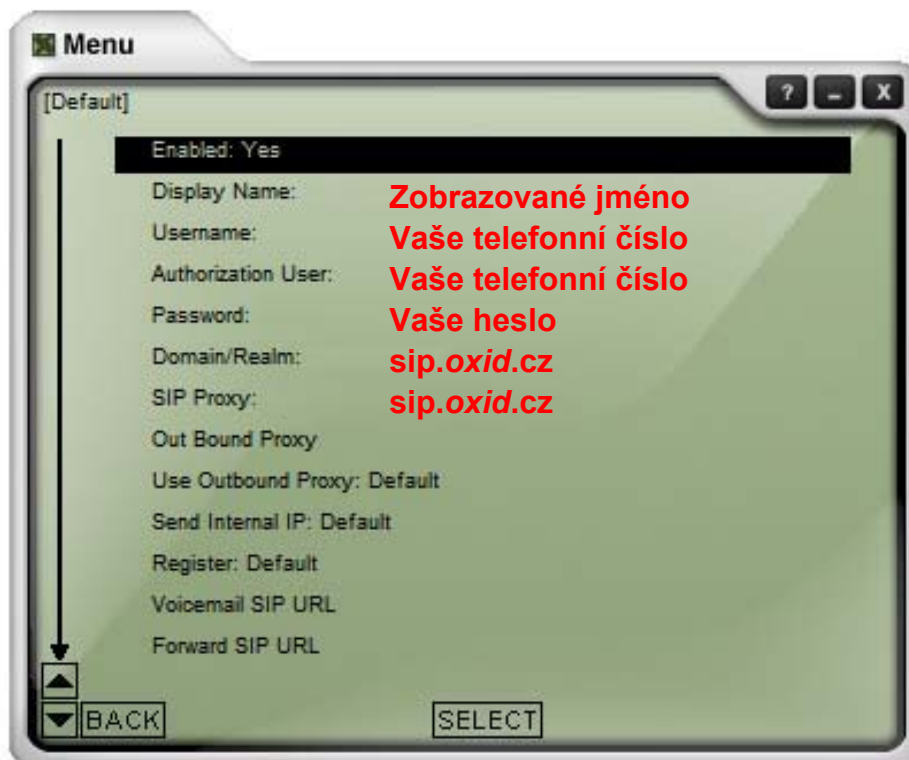 Menu
[Default]
? - X
Enabled: Yes
Display Name: Zobrazované jméno
Username: Vaše telefonní číslo
Authorization User: Vaše telefonní číslo
Password: Vaše heslo
Domain/Realm: sip.oxid.cz
SIP Proxy: sip.oxid.cz
Out Bound Proxy
Use Outbound Proxy: Default
Send Internal IP: Default
Register: Default
Voicemail SIP URL
Forward SIP URL
BACK SELECT